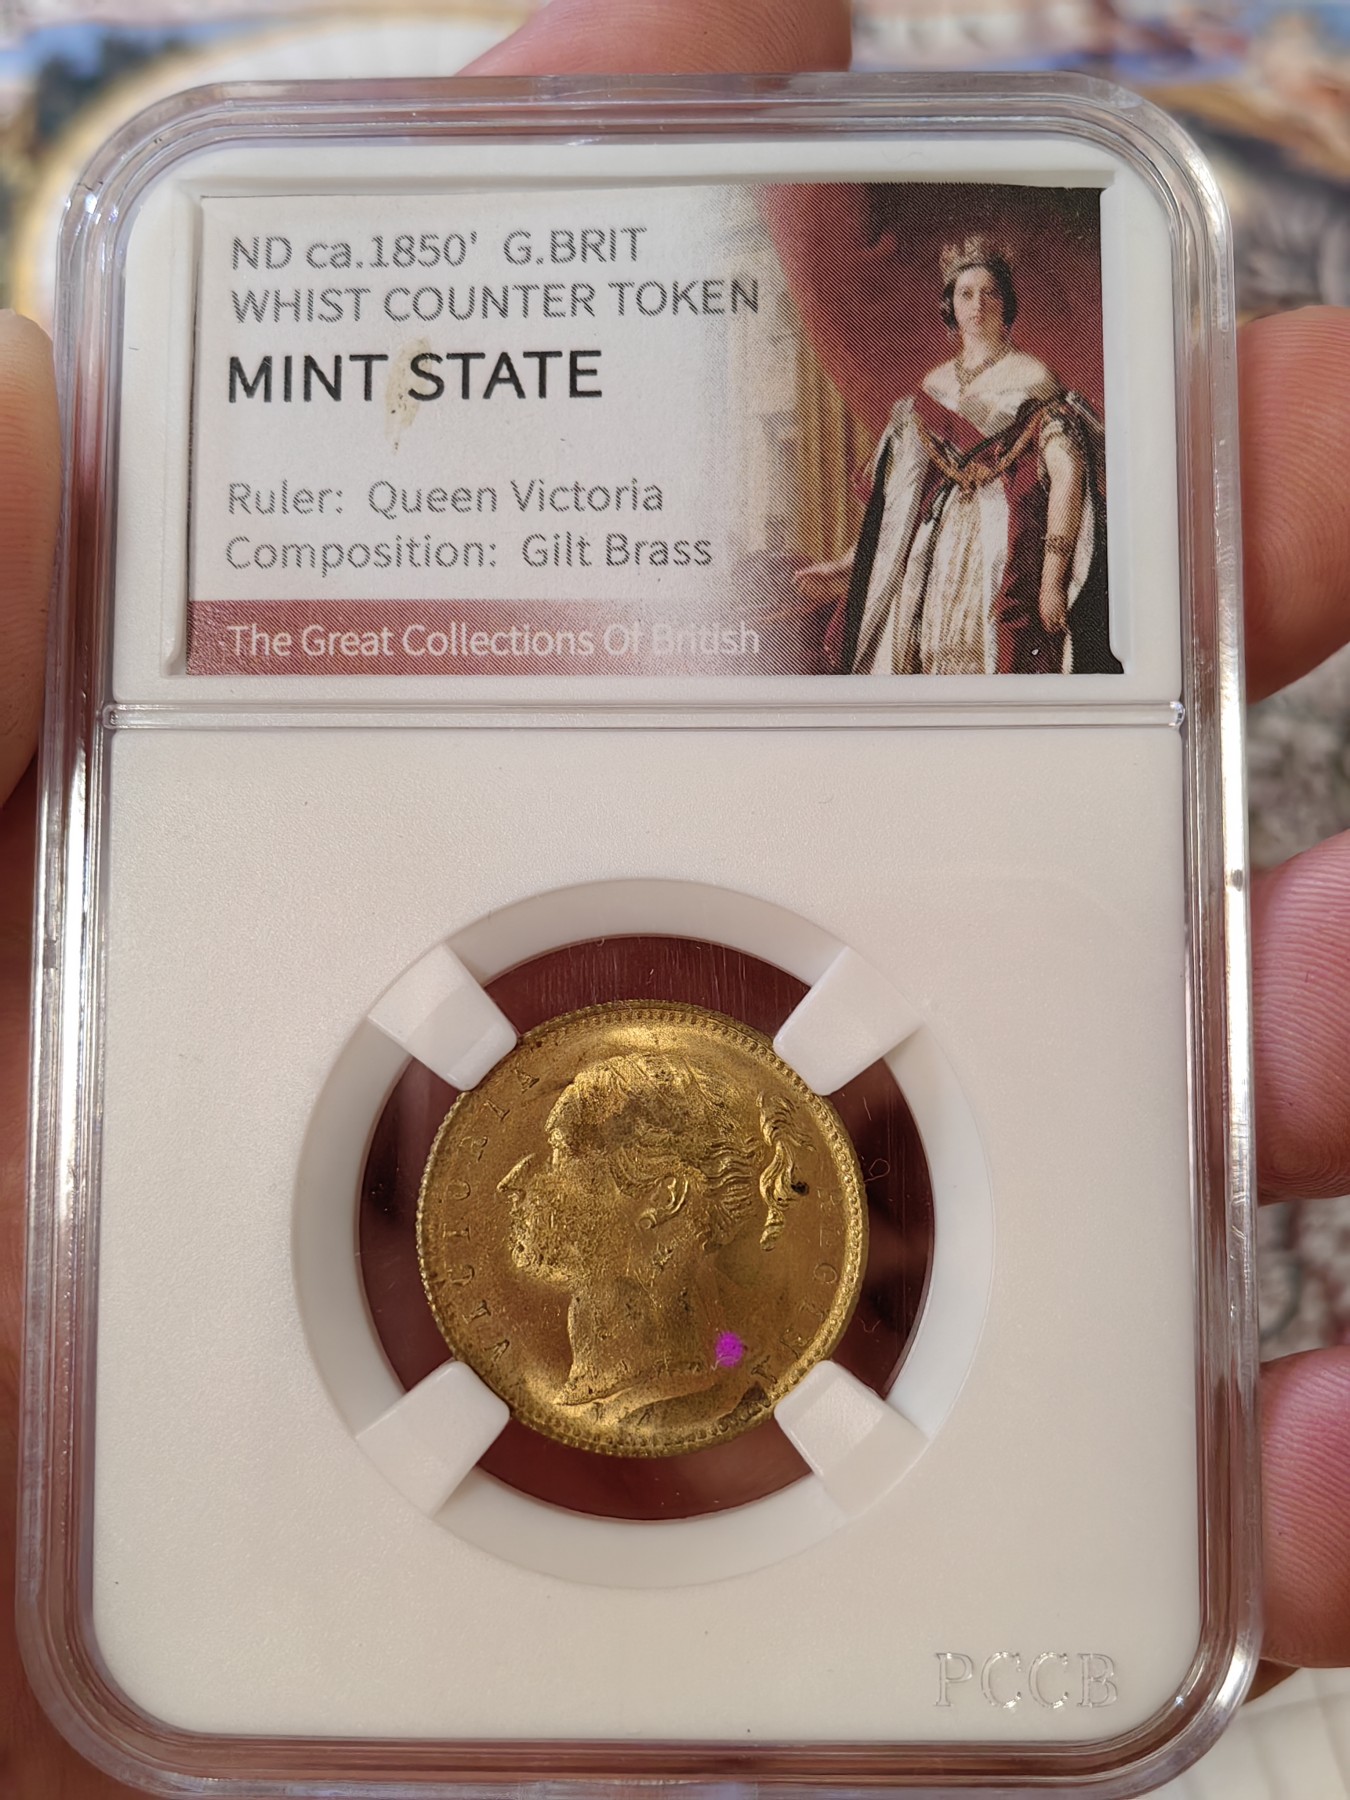 ND ca.1850' G.BRIT
WHIST COUNTER TOKEN
MINT STATE
Ruler: Queen Victoria
Composition: Gilt Brass
The Great Collections Of British
VICTORIA
PCCB